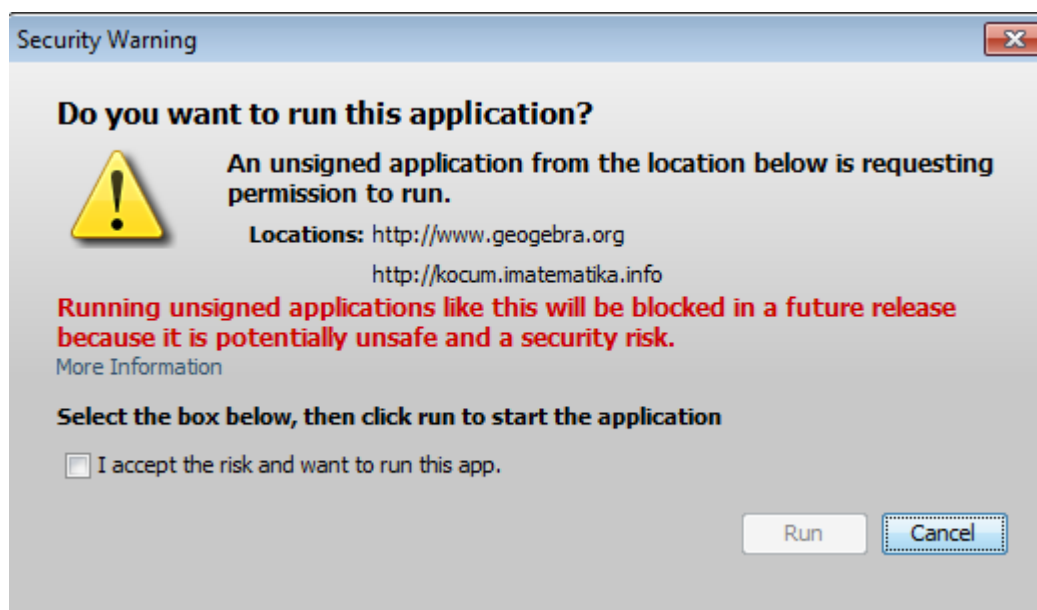 Security Warning
Do you want to run this application?
An unsigned application from the location below is requesting
permission to run.
Locations: http://www.geogebra.org
http://kocum.imatematika.info
Running unsigned applications like this will be blocked in a future release
because it is potentially unsafe and a security risk.
More Information
Select the box below, then click run to start the application
I accept the risk and want to run this app.
Run Cancel